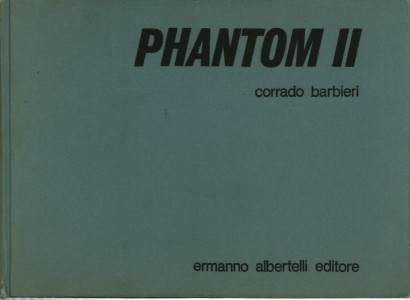 PHANTOM II
corrado barbieri
ermanno albertelli editore